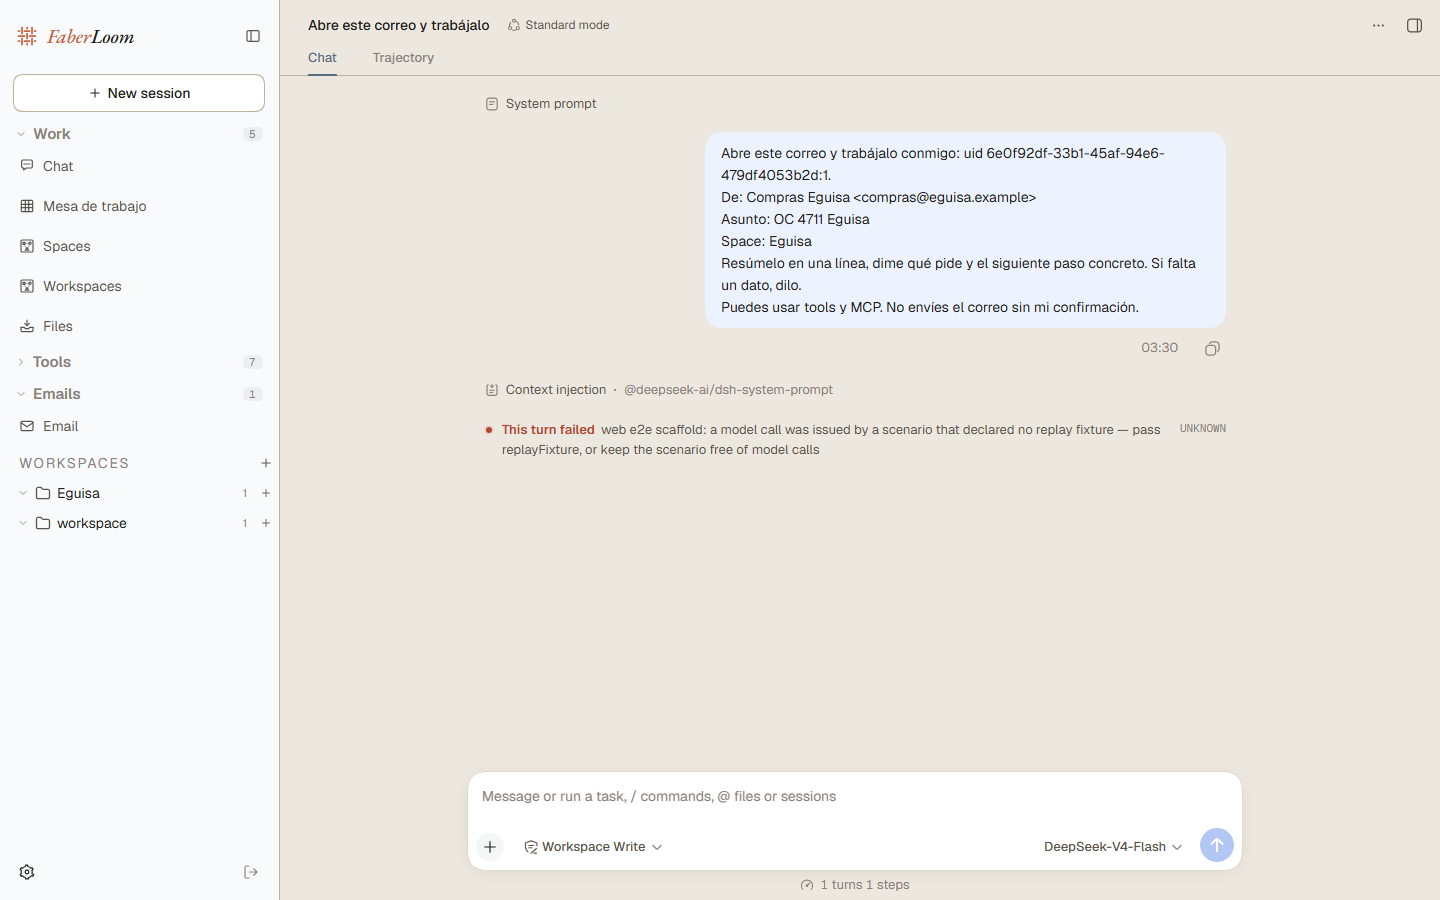 FaberLoom
New session
Work
5
Chat
Mesa de trabajo
Spaces
Workspaces
Files
Tools
7
Emails
1
Email
WORKSPACES
Eguisa
1
workspace
1
Abre este correo y trabájalo
Standard mode
Chat
Trajectory
System prompt
Abre este correo y trabájalo conmigo: uid 6e0f92df-33b1-45af-94e6-
479df4053b2d:1.
De: Compras Eguisa <compras@eguisa.example>
Asunto: OC 4711 Eguisa
Space: Eguisa
Resúmelo en una línea, dime qué pide y el siguiente paso concreto. Si falta
un dato, dilo.
Puedes usar tools y MCP. No envíes el correo sin mi confirmación.
03:30
Context injection · @deepseek-ai/dsh-system-prompt
This turn failed web e2e scaffold: a model call was issued by a scenario that declared no replay fixture — pass
UNKNOWN
replayFixture, or keep the scenario free of model calls
Message or run a task, / commands, @ files or sessions
Workspace Write
DeepSeek-V4-Flash
1 turns 1 steps